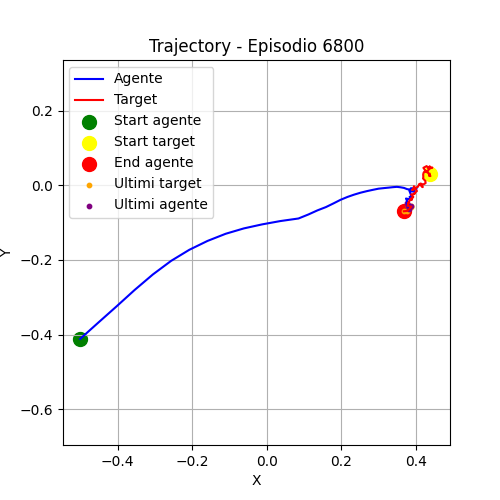 Trajectory - Episodio 6800
Agente
Target
Start agente
Start target
End agente
Ultimi target
Ultimi agente
0.2
0.0
−0.2
−0.4
−0.6
Y
−0.4
−0.2
0.0
0.2
0.4
X